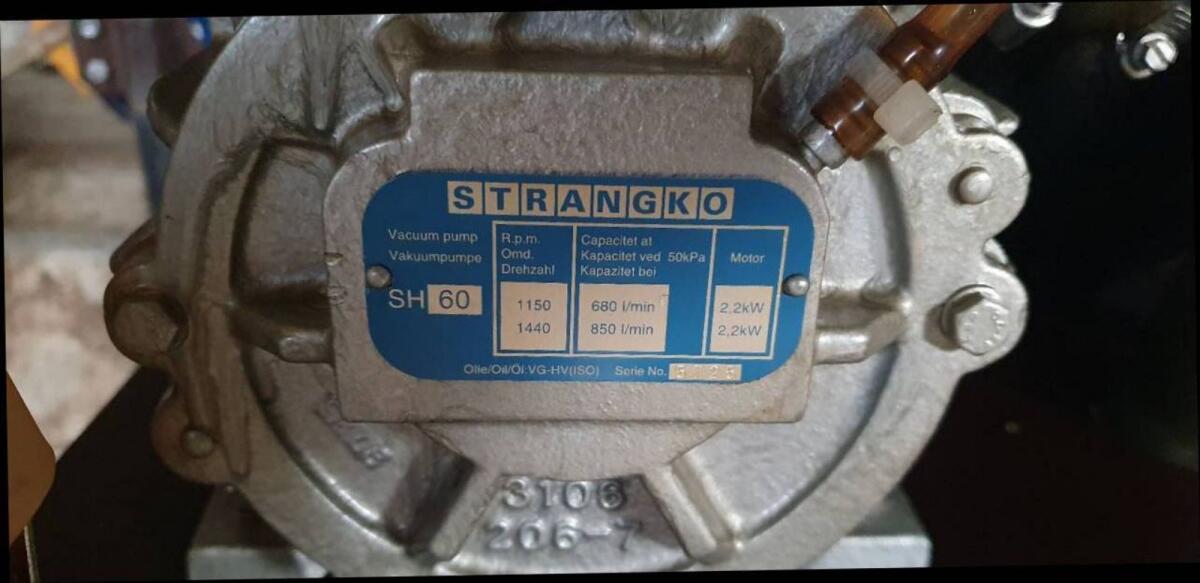 STRANGKO
Vacuum pump
Vakuumpumpe
SH 60
R.p.m.
Omd.
Drehzahl
1150
1440
Capacitet at
Kapacitet ved 50kPa
Kapazitet bei
680 l/min
850 l/min
Motor
2,2kW
2,2kW
Olie/Oil/Öl:VG-HV(ISO) Serie No.
3106
206-7